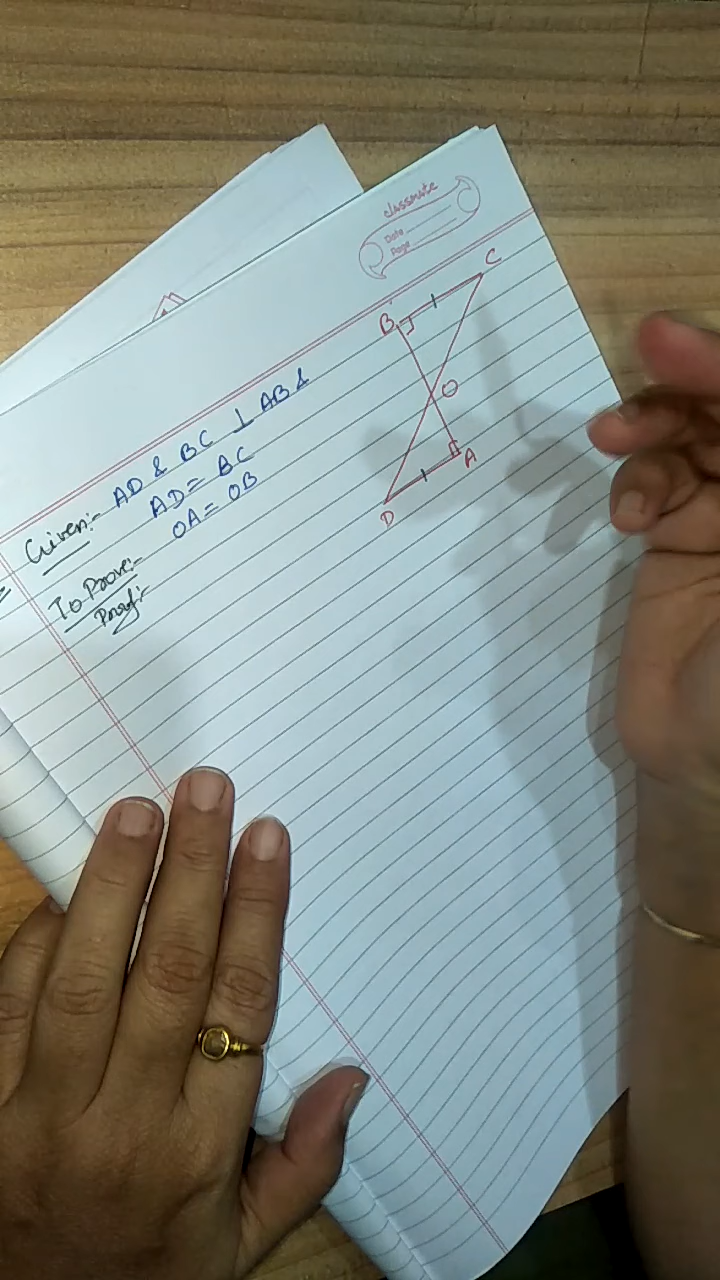 classmate
Date
Page
C
B
O
A
D
Given:- AD & BC ⊥ AB &
AD = BC
To Prove:- OA = OB
Proof:-